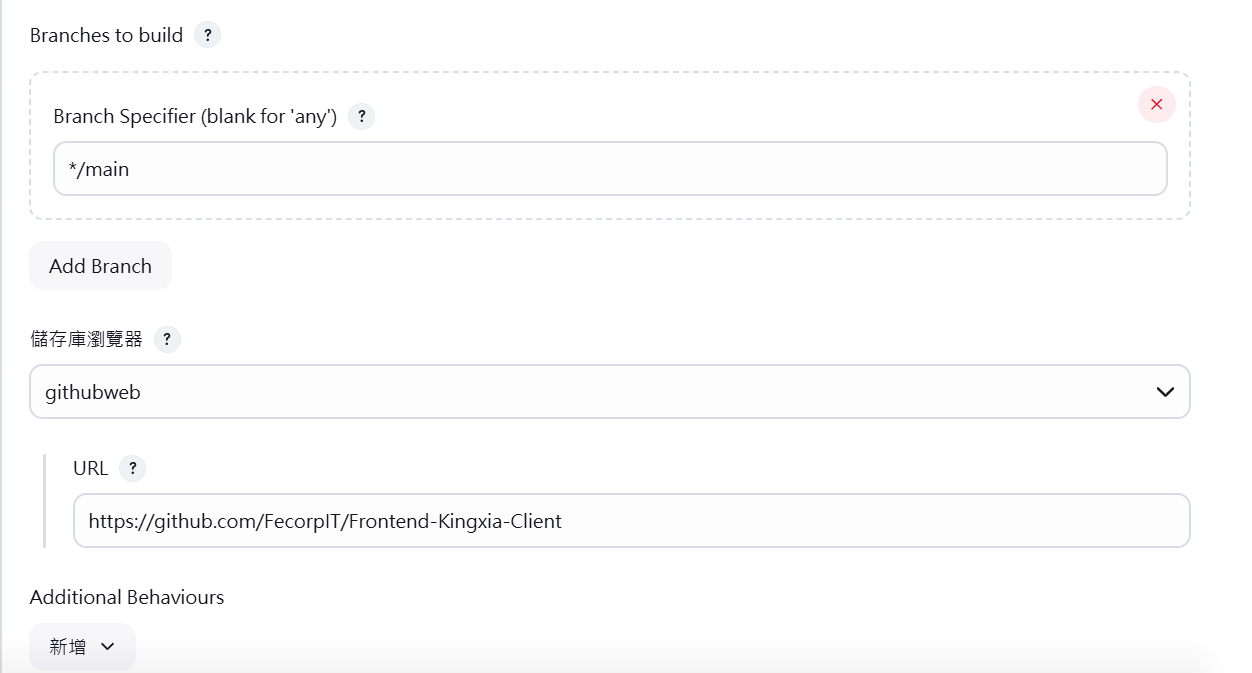 Branches to build ?
Branch Specifier (blank for 'any') ?
*/main
Add Branch
儲存庫瀏覽器 ?
githubweb
URL ?
https://github.com/FecorpIT/Frontend-Kingxia-Client
Additional Behaviours
新增